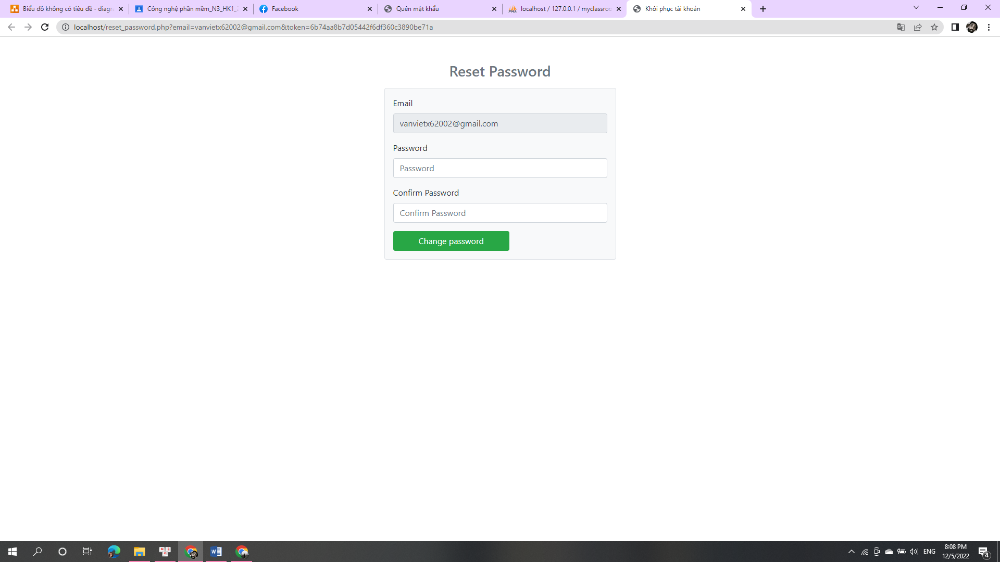 Biểu đồ không có tiêu đề - diagra
Công nghệ phần mềm_N3_HK1_2
Facebook
Quên mật khẩu
localhost / 127.0.0.1 / myclassroo
Khôi phục tài khoản
localhost/reset_password.php?email=vanvietx62002@gmail.com&token=6b74aa8b7d05442f6df360c3890be71a
Reset Password
Email
vanvietx62002@gmail.com
Password
Password
Confirm Password
Confirm Password
Change password
ENG
8:08 PM
12/5/2022
4